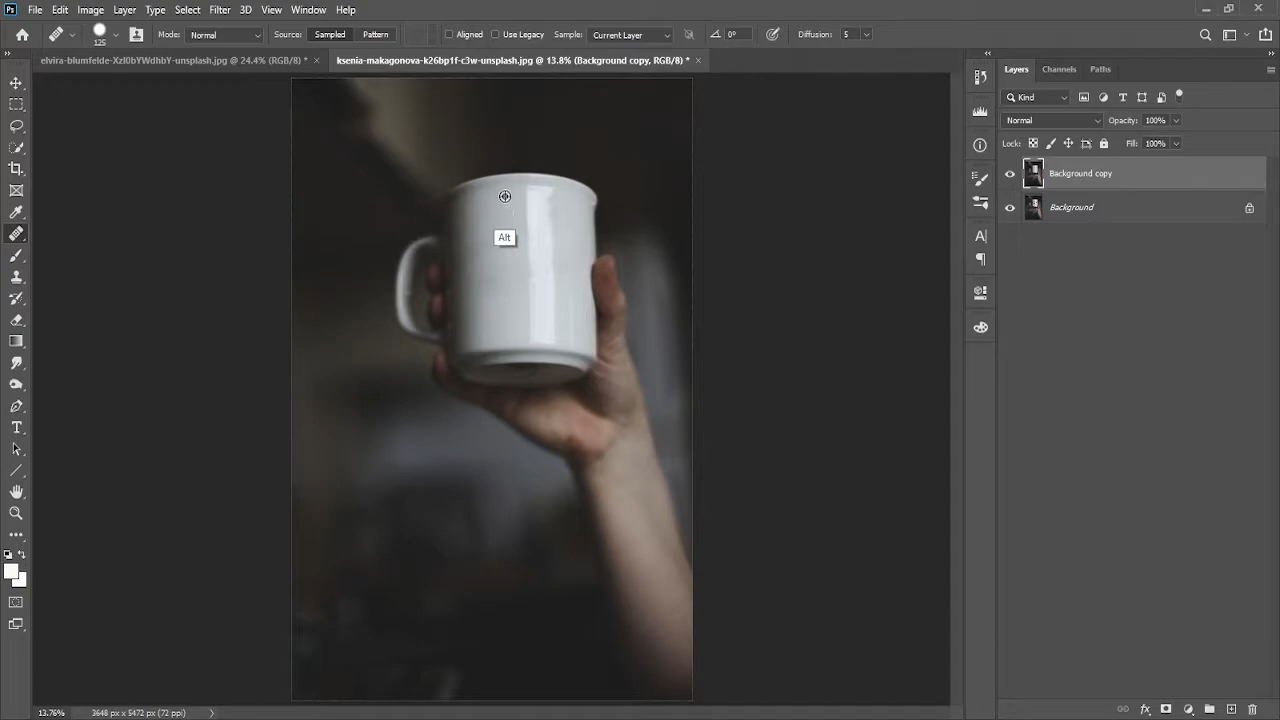 Ps File Edit Image Layer Type Select Filter 3D View Window Help
125 Mode: Normal Source: Sampled Pattern Aligned Use Legacy Sample: Current Layer 0° Diffusion: 5
elvira-blumfelde-XzI0bYWdhbY-unsplash.jpg @ 24.4% (RGB/8) * × ksenia-makagonova-k26bp1f-c3w-unsplash.jpg @ 13.8% (Background copy, RGB/8) * ×
Layers Channels Paths
Kind
Normal Opacity: 100%
Lock: Fill: 100%
Background copy
Background
Alt
13.76% 3648 px x 5472 px (72 ppi)